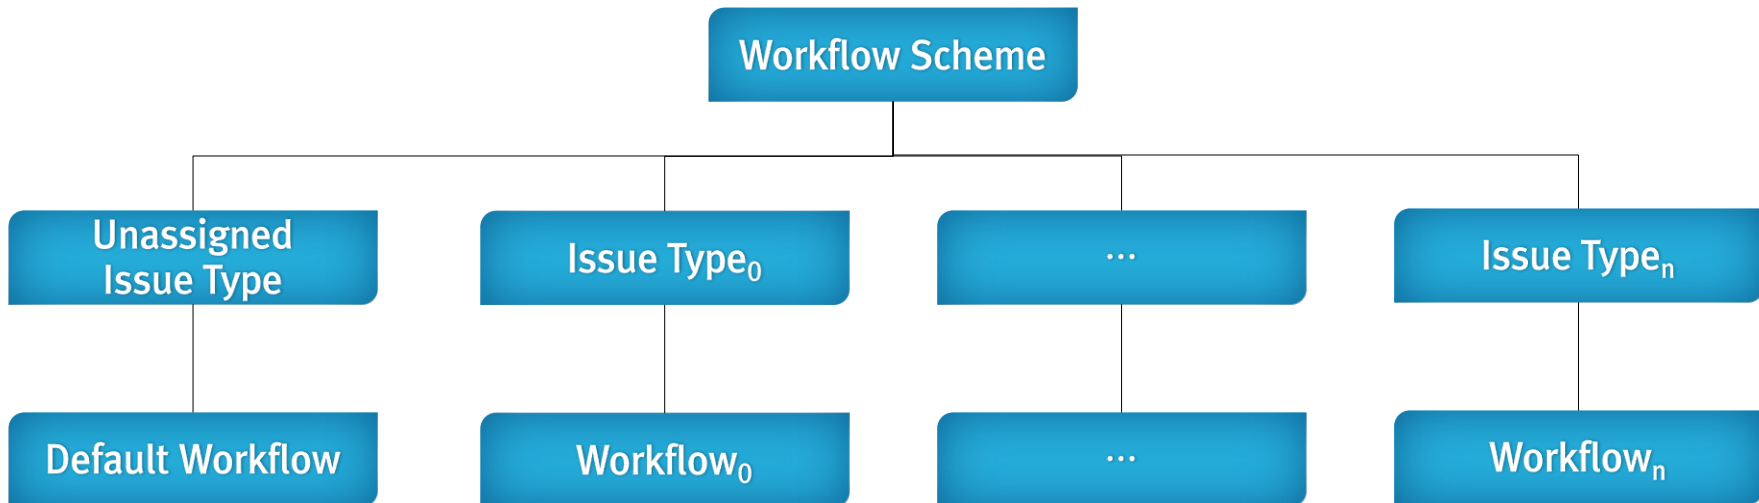 Workflow Scheme
Unassigned
Issue Type
Issue Type₀
...
Issue Typeₙ
Default Workflow
Workflow₀
...
Workflowₙ